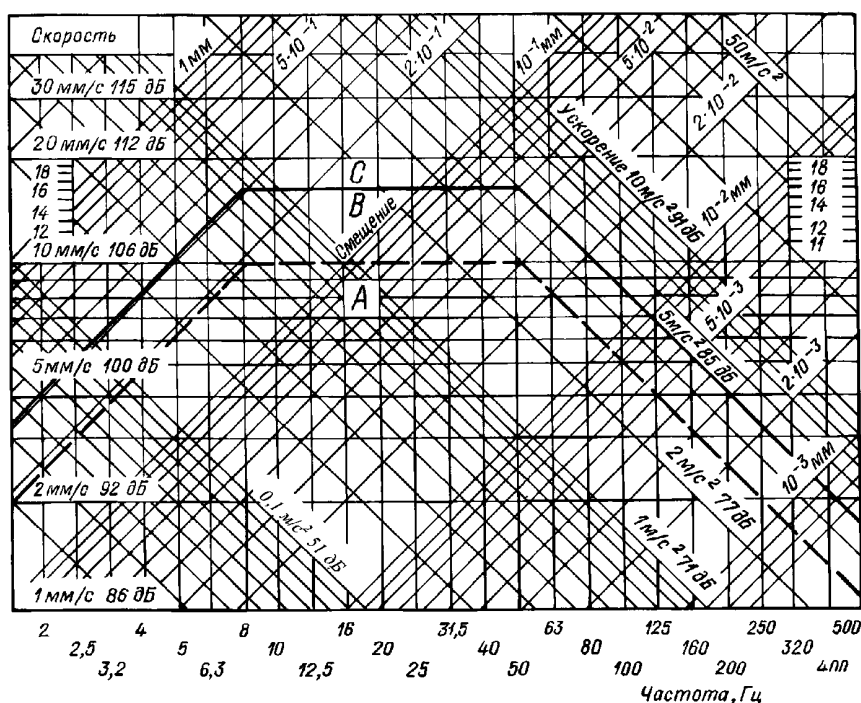 Скорость
1 мм
5·10⁻¹
2·10⁻¹
10⁻¹ мм
5·10⁻²
2·10⁻²
50 м/с²
30 мм/с 115 дБ
20 мм/с 112 дБ
18
16
14
12
10 мм/с 106 дБ
5 мм/с 100 дБ
2 мм/с 92 дБ
1 мм/с 86 дБ
C
B
A
Смещение
Ускорение 10 м/с² 91 дБ
10⁻² мм
18
16
14
12
11
5·10⁻³
5 м/с² 85 дБ
2·10⁻³
2 м/с² 77 дБ
10⁻³ мм
0,1 м/с² 51 дБ
1 м/с² 71 дБ
2 4 8 16 31,5 63 125 250 500
2,5 5 10 20 40 80 160 320
3,2 6,3 12,5 25 50 100 200 400
Частота, Гц